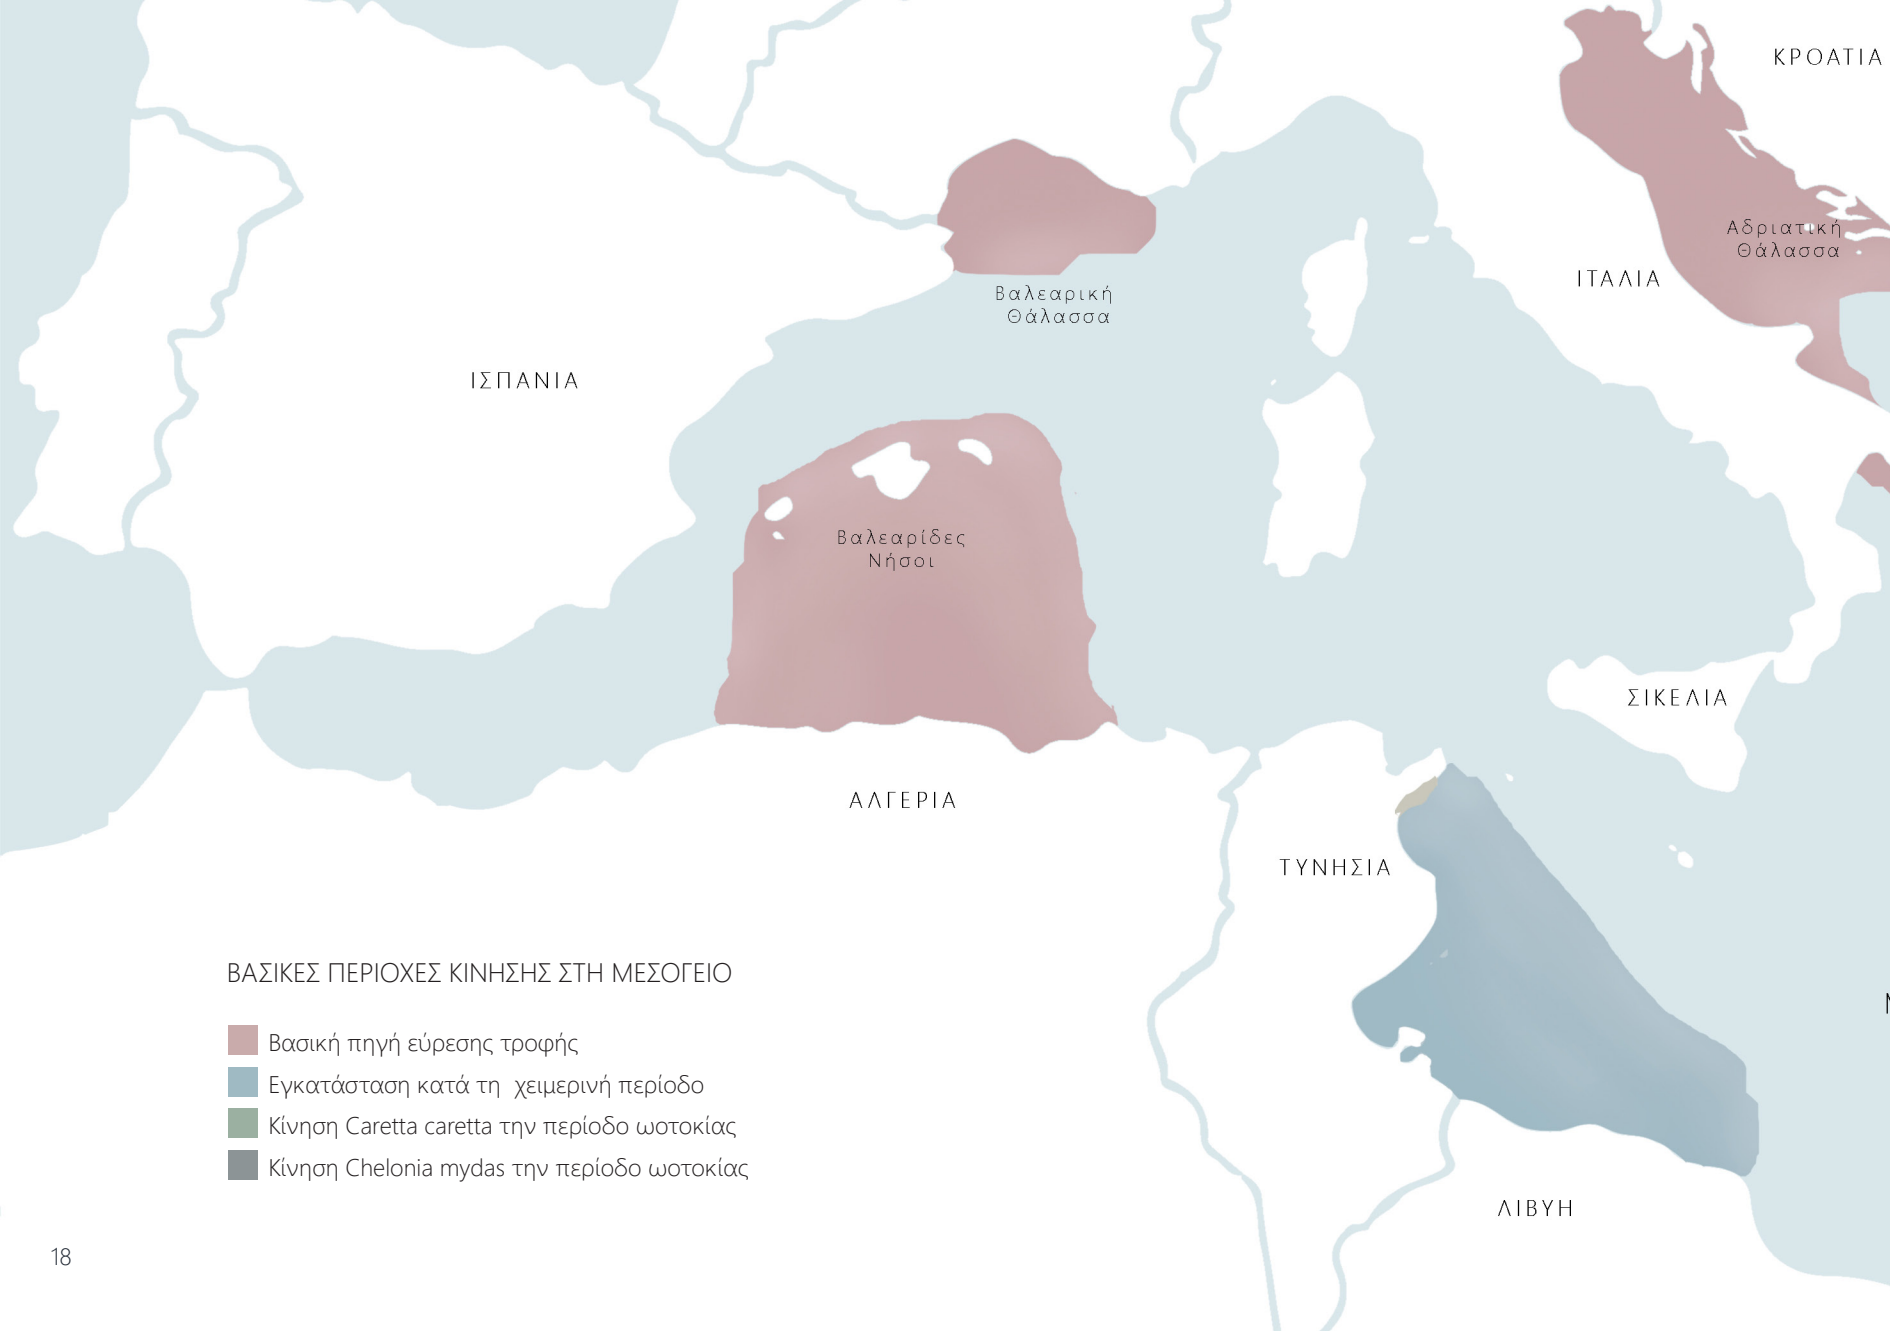 ΚΡΟΑΤΙΑ
Αδριατική
Θάλασσα
ΙΤΑΛΙΑ
Βαλεαρική
Θάλασσα
ΙΣΠΑΝΙΑ
Βαλεαρίδες
Νήσοι
ΣΙΚΕΛΙΑ
ΑΛΓΕΡΙΑ
ΤΥΝΗΣΙΑ
ΒΑΣΙΚΕΣ ΠΕΡΙΟΧΕΣ ΚΙΝΗΣΗΣ ΣΤΗ ΜΕΣΟΓΕΙΟ
Βασική πηγή εύρεσης τροφής
Εγκατάσταση κατά τη  χειμερινή περίοδο
Κίνηση Caretta caretta την περίοδο ωοτοκίας
Κίνηση Chelonia mydas την περίοδο ωοτοκίας
ΛΙΒΥΗ
18